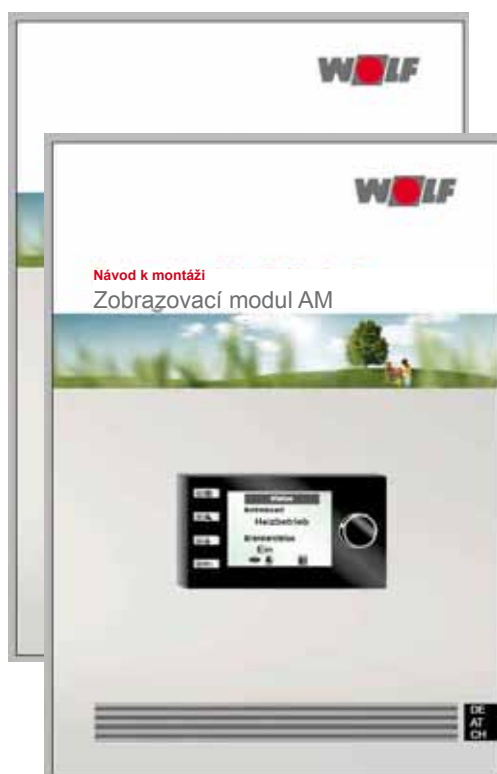 WOLF
WOLF
Návod k montáži
Zobrazovací modul AM
Status
Heizbetrieb
Ein
DE
AT
CH